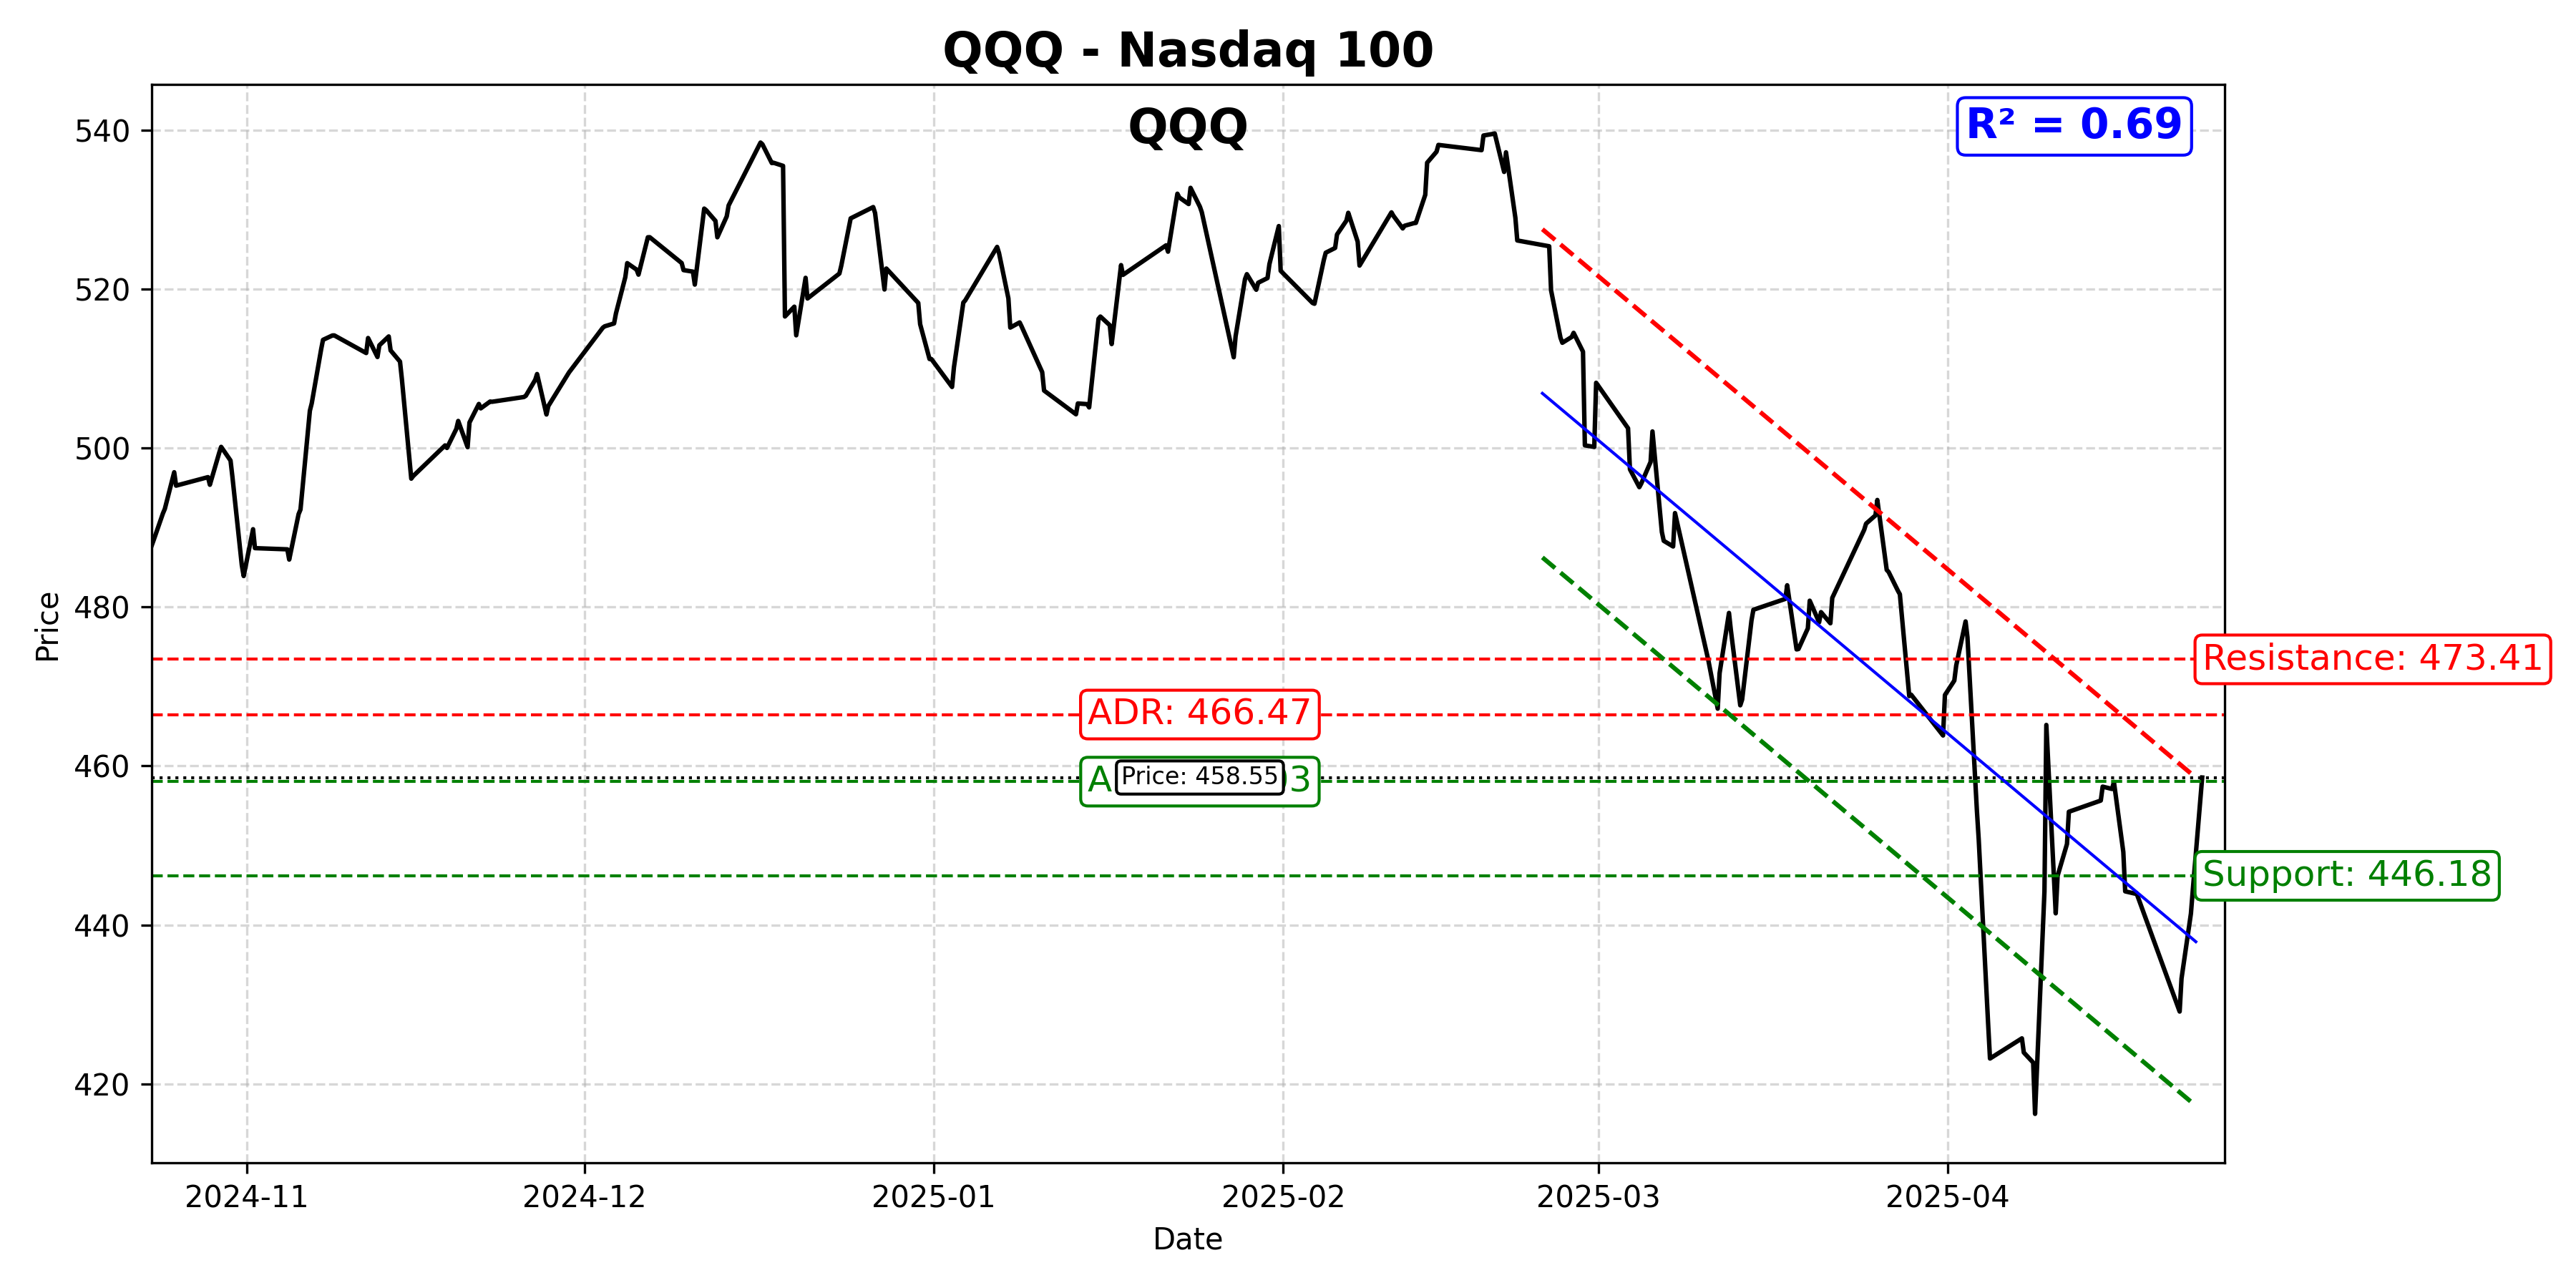 QQQ - Nasdaq 100
QQQ
R² = 0.69
540
520
500
480
460
440
420
Price
Resistance: 473.41
ADR: 466.47
Price: 458.55
Support: 446.18
2024-11
2024-12
2025-01
2025-02
2025-03
2025-04
Date